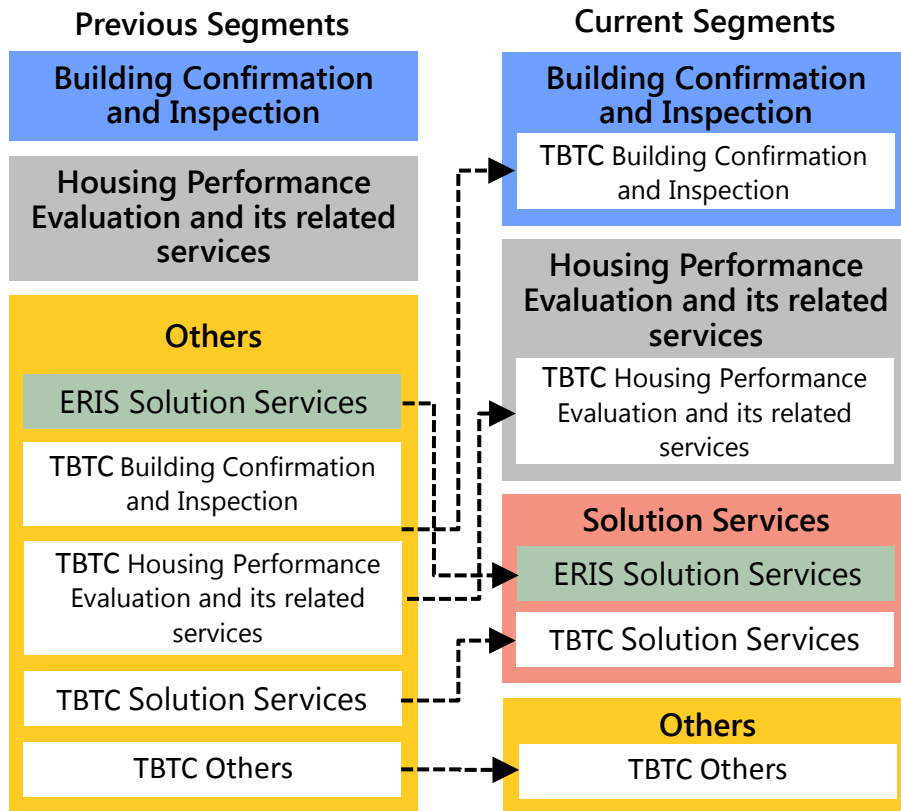 Previous Segments
Building Confirmation
and Inspection
Housing Performance
Evaluation and its related
services
Others
ERIS Solution Services
TBTC Building Confirmation
and Inspection
TBTC Housing Performance
Evaluation and its related
services
TBTC Solution Services
TBTC Others
Current Segments
Building Confirmation
and Inspection
TBTC Building Confirmation
and Inspection
Housing Performance
Evaluation and its related
services
TBTC Housing Performance
Evaluation and its related
services
Solution Services
ERIS Solution Services
TBTC Solution Services
Others
TBTC Others